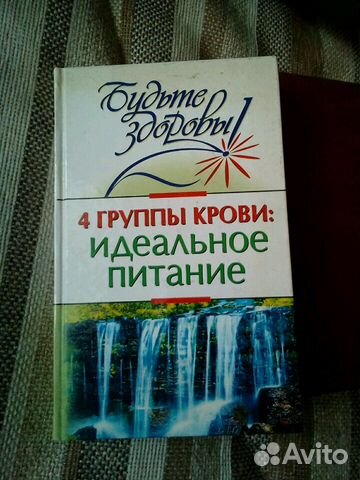 Будьте
здоровы!
4 ГРУППЫ КРОВИ:
идеальное
питание
Avito